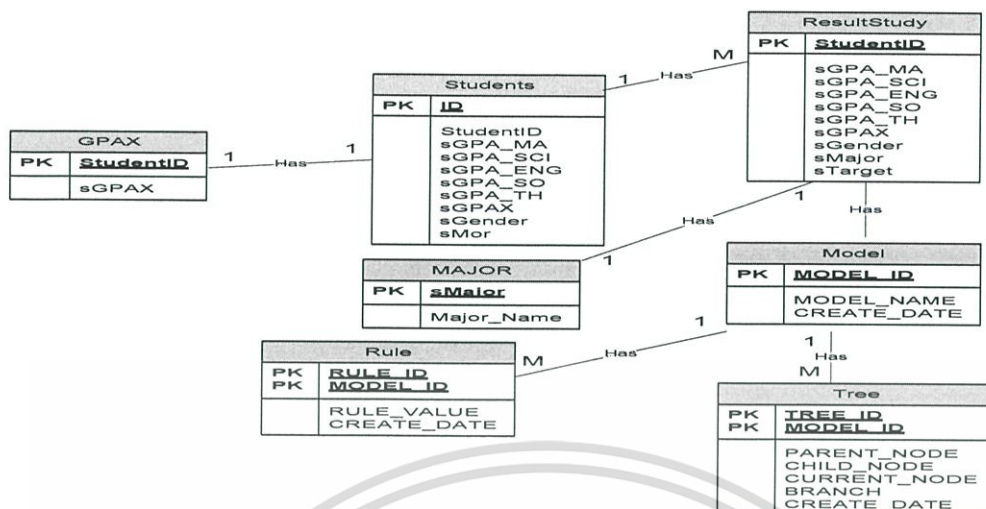 ResultStudy
PK StudentID
sGPA_MA
sGPA_SCI
sGPA_ENG
sGPA_SO
sGPA_TH
sGPAX
sGender
sMajor
sTarget
M
Has
1
Students
PK ID
StudentID
sGPA_MA
sGPA_SCI
sGPA_ENG
sGPA_SO
sGPA_TH
sGPAX
sGender
sMor
GPAX
PK StudentID
sGPAX
1
Has
1
1
Has
1
Has
MAJOR
PK sMajor
Major_Name
Model
PK MODEL_ID
MODEL_NAME
CREATE_DATE
1
Has
M
1
Has
M
Rule
PK RULE_ID
PK MODEL_ID
RULE_VALUE
CREATE_DATE
Tree
PK TREE_ID
PK MODEL_ID
PARENT_NODE
CHILD_NODE
CURRENT_NODE
BRANCH
CREATE_DATE